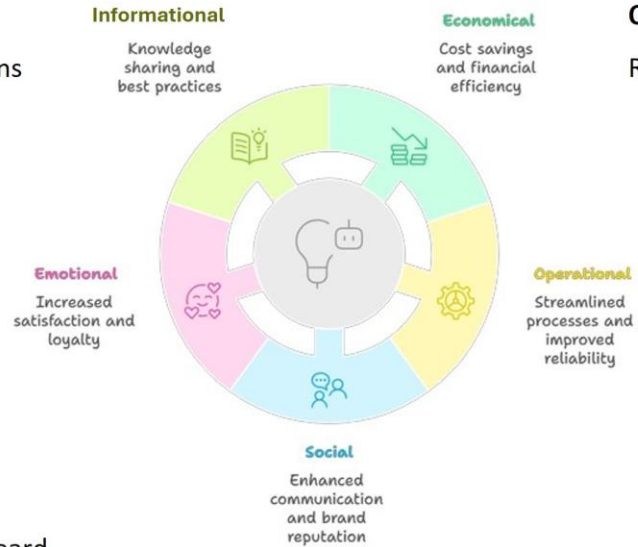 Informational
Knowledge
sharing and
best practices
Economical
Cost savings
and financial
efficiency
Emotional
Increased
satisfaction and
loyalty
Operational
Streamlined
processes and
improved
reliability
Social
Enhanced
communication
and brand
reputation